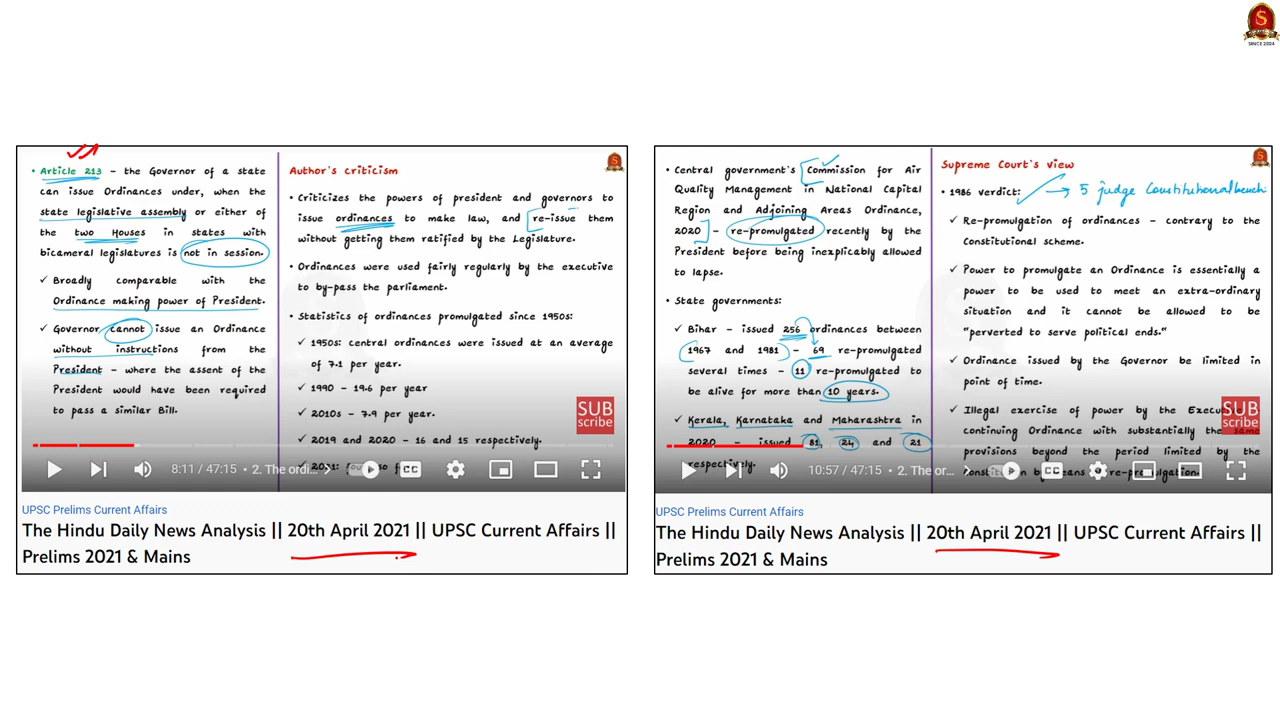 S
SINCE 2004
• Article 213 – the Governor of a state
can issue Ordinances under, when the
state legislative assembly or either of
the two Houses in states with
bicameral legislatures is not in session.
✓ Broadly comparable with the
Ordinance making power of President.
✓ Governor cannot issue an Ordinance
without instructions from the
President – where the assent of the
President would have been required
to pass a similar Bill.
Author's criticism
• Criticizes the powers of president and governors to
issue ordinances to make law, and re-issue them
without getting them ratified by the Legislature.
• Ordinances were used fairly regularly by the executive
to by-pass the parliament.
• Statistics of ordinances promulgated since 1950s:
✓ 1950s: central ordinances were issued at an average
of 7.1 per year.
✓ 1990 – 19.6 per year
✓ 2010s – 7.9 per year.
✓ 2019 and 2020 – 16 and 15 respectively.
✓ 2021:
SUB
scribe
8:11 / 47:15 • 2. The ordi...
CC
UPSC Prelims Current Affairs
The Hindu Daily News Analysis || 20th April 2021 || UPSC Current Affairs ||
Prelims 2021 & Mains
• Central government's Commission for Air
Quality Management in National Capital
Region and Adjoining Areas Ordinance,
2020 – re-promulgated recently by the
President before being inexplicably allowed
to lapse.
• State governments:
✓ Bihar – issued 256 ordinances between
1967 and 1981 – 69 re-promulgated
several times – 11 re-promulgated to
be alive for more than 10 years.
✓ Kerala, Karnataka and Maharashtra in
2020 – issued 81, 24 and 21
respectively.
Supreme Court's view
• 1986 verdict: → 5 judge Constitutional bench
✓ Re-promulgation of ordinances – contrary to the
Constitutional scheme.
✓ Power to promulgate an Ordinance is essentially a
power to be used to meet an extra-ordinary
situation and it cannot be allowed to be
"perverted to serve political ends."
✓ Ordinance issued by the Governor be limited in
point of time.
✓ Illegal exercise of power by the
continuing Ordinance with substantially the same
provisions beyond the period limited by the
re-promulgation.
SUB
scribe
10:57 / 47:15 • 2. The or...
CC
UPSC Prelims Current Affairs
The Hindu Daily News Analysis || 20th April 2021 || UPSC Current Affairs ||
Prelims 2021 & Mains